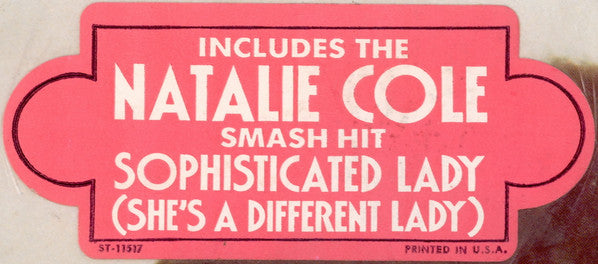 INCLUDES THE
NATALIE COLE
SMASH HIT
SOPHISTICATED LADY
(SHE'S A DIFFERENT LADY)
ST-11517 PRINTED IN U.S.A.